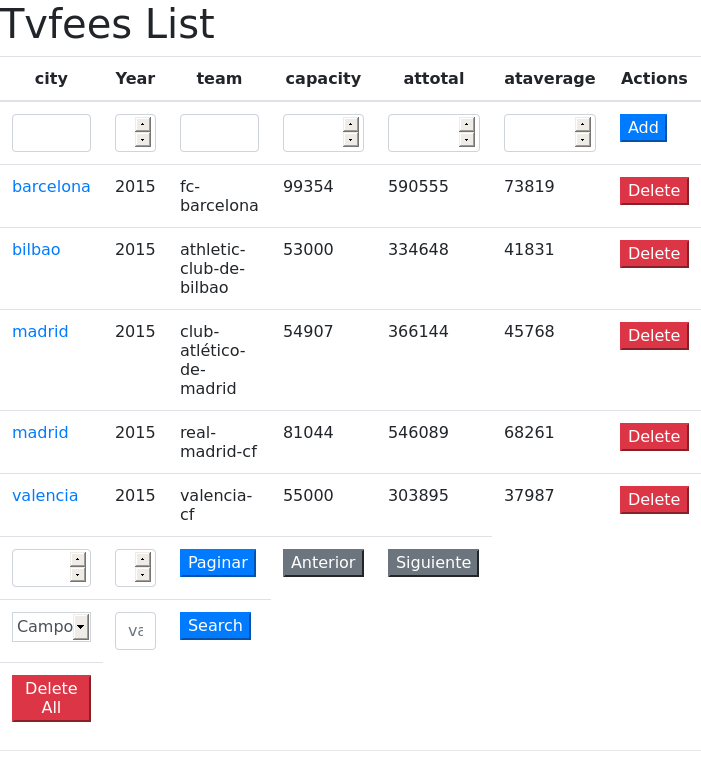 Tvfees List
city Year team capacity attotal ataverage Actions
Add
barcelona 2015 fc- 99354 590555 73819 Delete
barcelona
bilbao 2015 athletic- 53000 334648 41831 Delete
club-de-
bilbao
madrid 2015 club- 54907 366144 45768 Delete
atlético-
de-
madrid
madrid 2015 real- 81044 546089 68261 Delete
madrid-cf
valencia 2015 valencia- 55000 303895 37987 Delete
cf
Paginar Anterior Siguiente
Campo Search
Delete
All